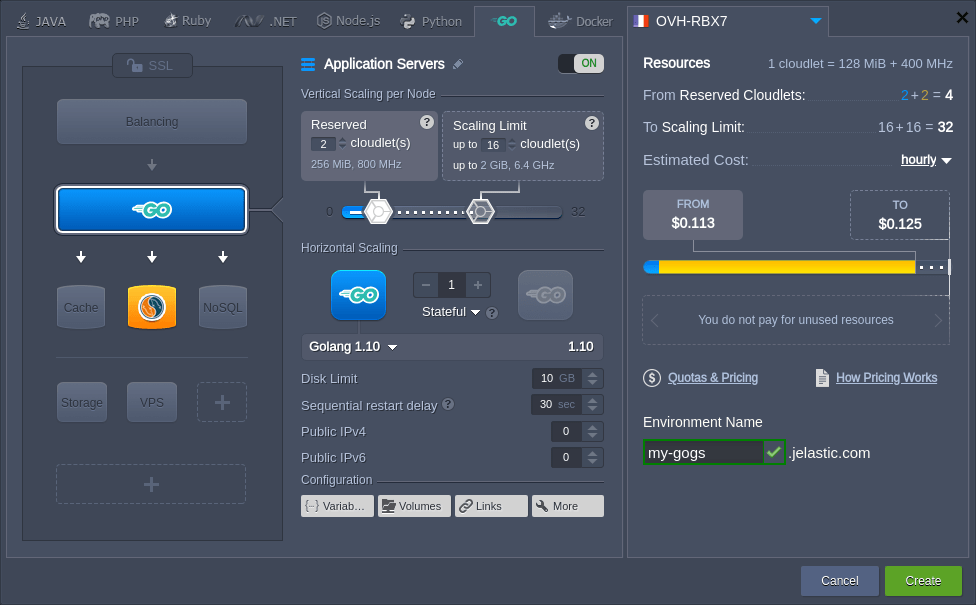 JAVA
PHP
Ruby
.NET
Node.js
Python
GO
Docker
SSL
Balancing
GO
Cache
NoSQL
Storage
VPS
Application Servers
ON
Vertical Scaling per Node
Reserved
2 cloudlet(s)
256 MiB, 800 MHz
Scaling Limit
up to 16 cloudlet(s)
up to 2 GiB, 6.4 GHz
0
32
Horizontal Scaling
GO
1
GO
Stateful
Golang 1.10 1.10
Disk Limit 10 GB
Sequential restart delay 30 sec
Public IPv4 0
Public IPv6 0
Configuration
Variab...
Volumes
Links
More
OVH-RBX7
Resources 1 cloudlet = 128 MiB + 400 MHz
From Reserved Cloudlets: 2 + 2 = 4
To Scaling Limit: 16 + 16 = 32
Estimated Cost: hourly
FROM
$0.113
TO
$0.125
You do not pay for unused resources
Quotas & Pricing
How Pricing Works
Environment Name
my-gogs .jelastic.com
Cancel
Create